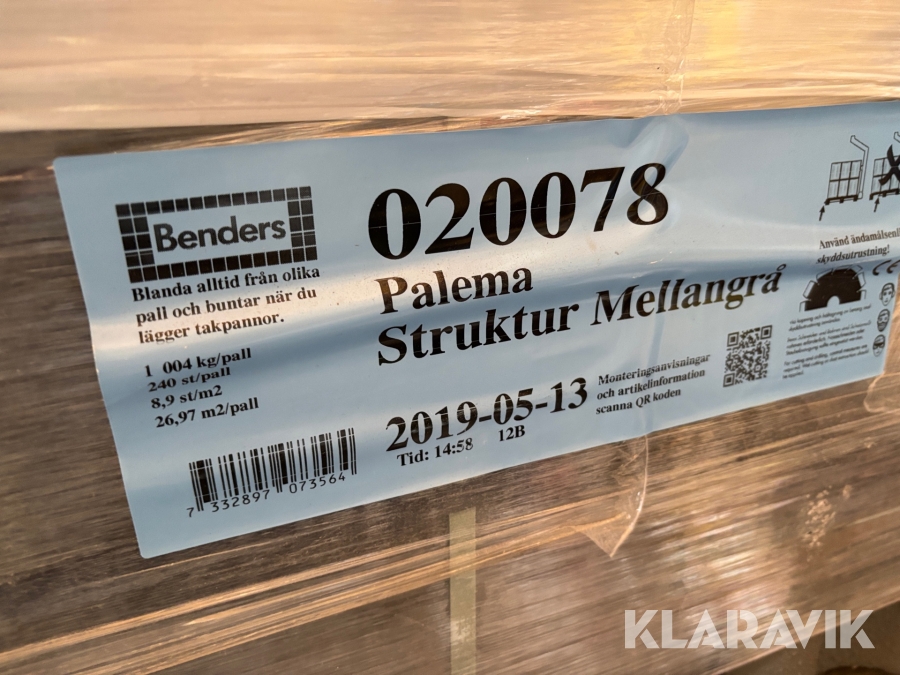 Benders
Blanda alltid från olika
pall och buntar när du
lägger takpannor.
1 004 kg/pall
240 st/pall
8,9 st/m2
26,97 m2/pall
7 332897 073564
020078
Palema
Struktur Mellangrå
2019-05-13
Tid: 14:58 12B
Monteringsanvisningar
och artikelinformation
scanna QR koden
Använd ändamålsenl
skyddsutrustning!
KLARAVIK